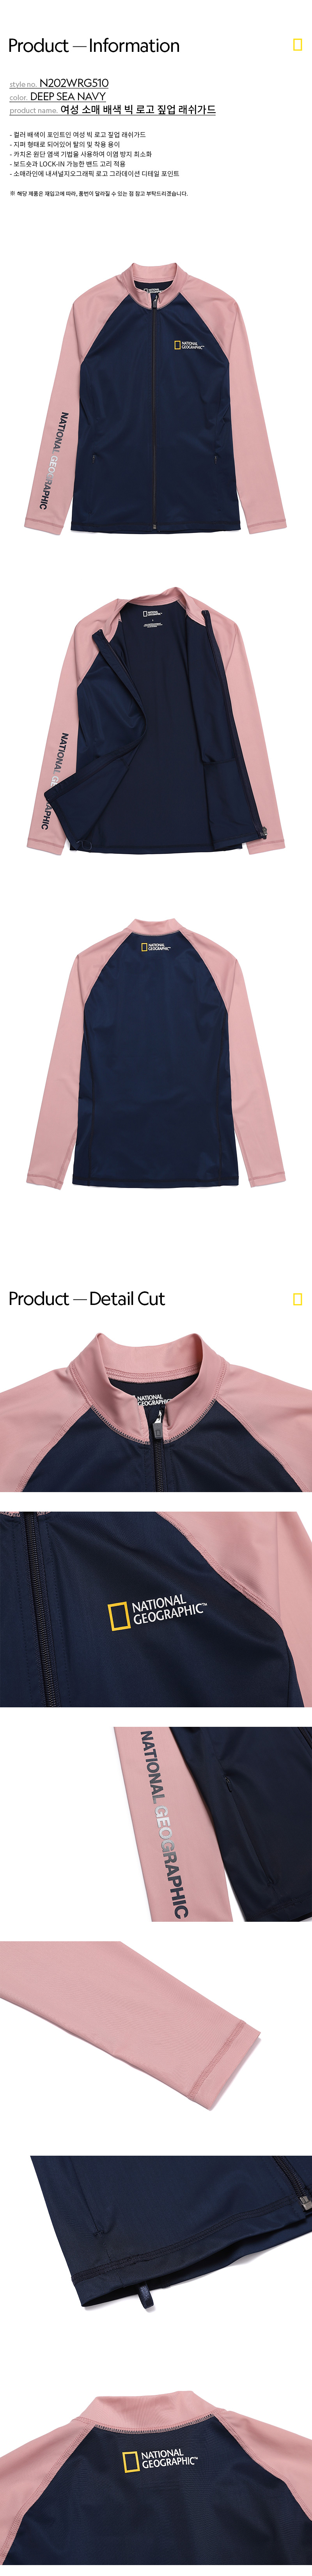 Product — Information
style no. N202WRG510
color. DEEP SEA NAVY
product name. 여성 소매 배색 빅 로고 짚업 래쉬가드
- 컬러 배색이 포인트인 여성 빅 로고 짚업 래쉬가드
- 지퍼 형태로 되어있어 탈의 및 착용 용이
- 카치온 원단 염색 기법을 사용하여 이염 방지 최소화
- 보드숏과 LOCK-IN 가능한 밴드 고리 적용
- 소매라인에 내셔널지오그래픽 로고 그라데이션 디테일 포인트
※ 해당 제품은 재입고에 따라, 품번이 달라질 수 있는 점 참고 부탁드리겠습니다.
NATIONAL
GEOGRAPHIC™
NATIONAL GEOGRAPHIC
NATIONAL
GEOGRAPHIC
NATIONAL GEOGRAPHIC
NATIONAL
GEOGRAPHIC™
Product — Detail Cut
NATIONAL
GEOGRAPHIC
NATIONAL
GEOGRAPHIC™
NATIONAL GEOGRAPHIC
NATIONAL
GEOGRAPHIC™